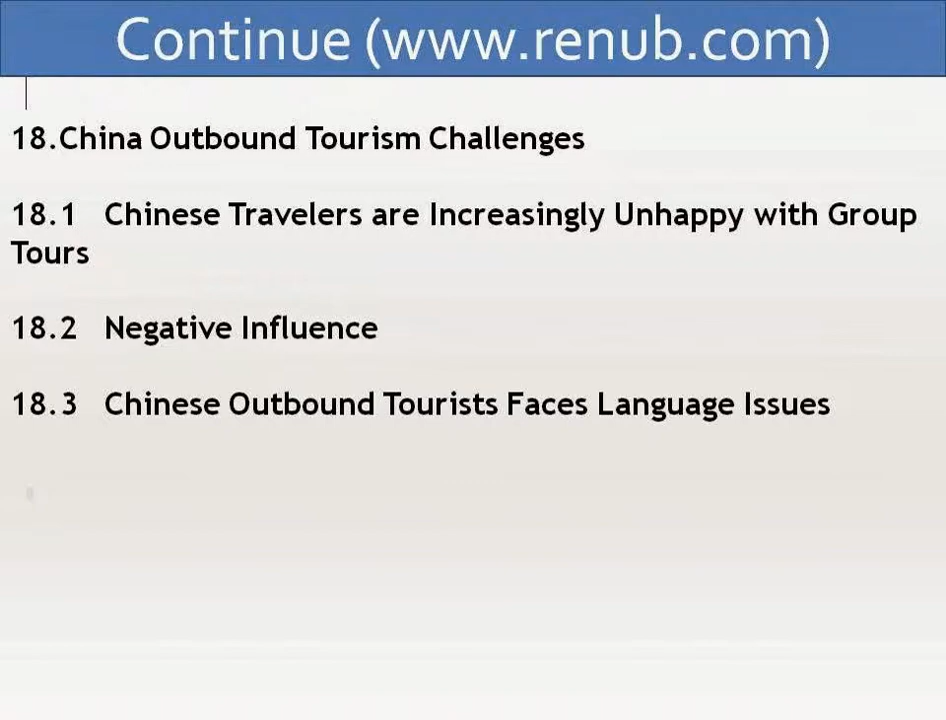 Continue (www.renub.com)
18.China Outbound Tourism Challenges
18.1 Chinese Travelers are Increasingly Unhappy with Group
Tours
18.2 Negative Influence
18.3 Chinese Outbound Tourists Faces Language Issues